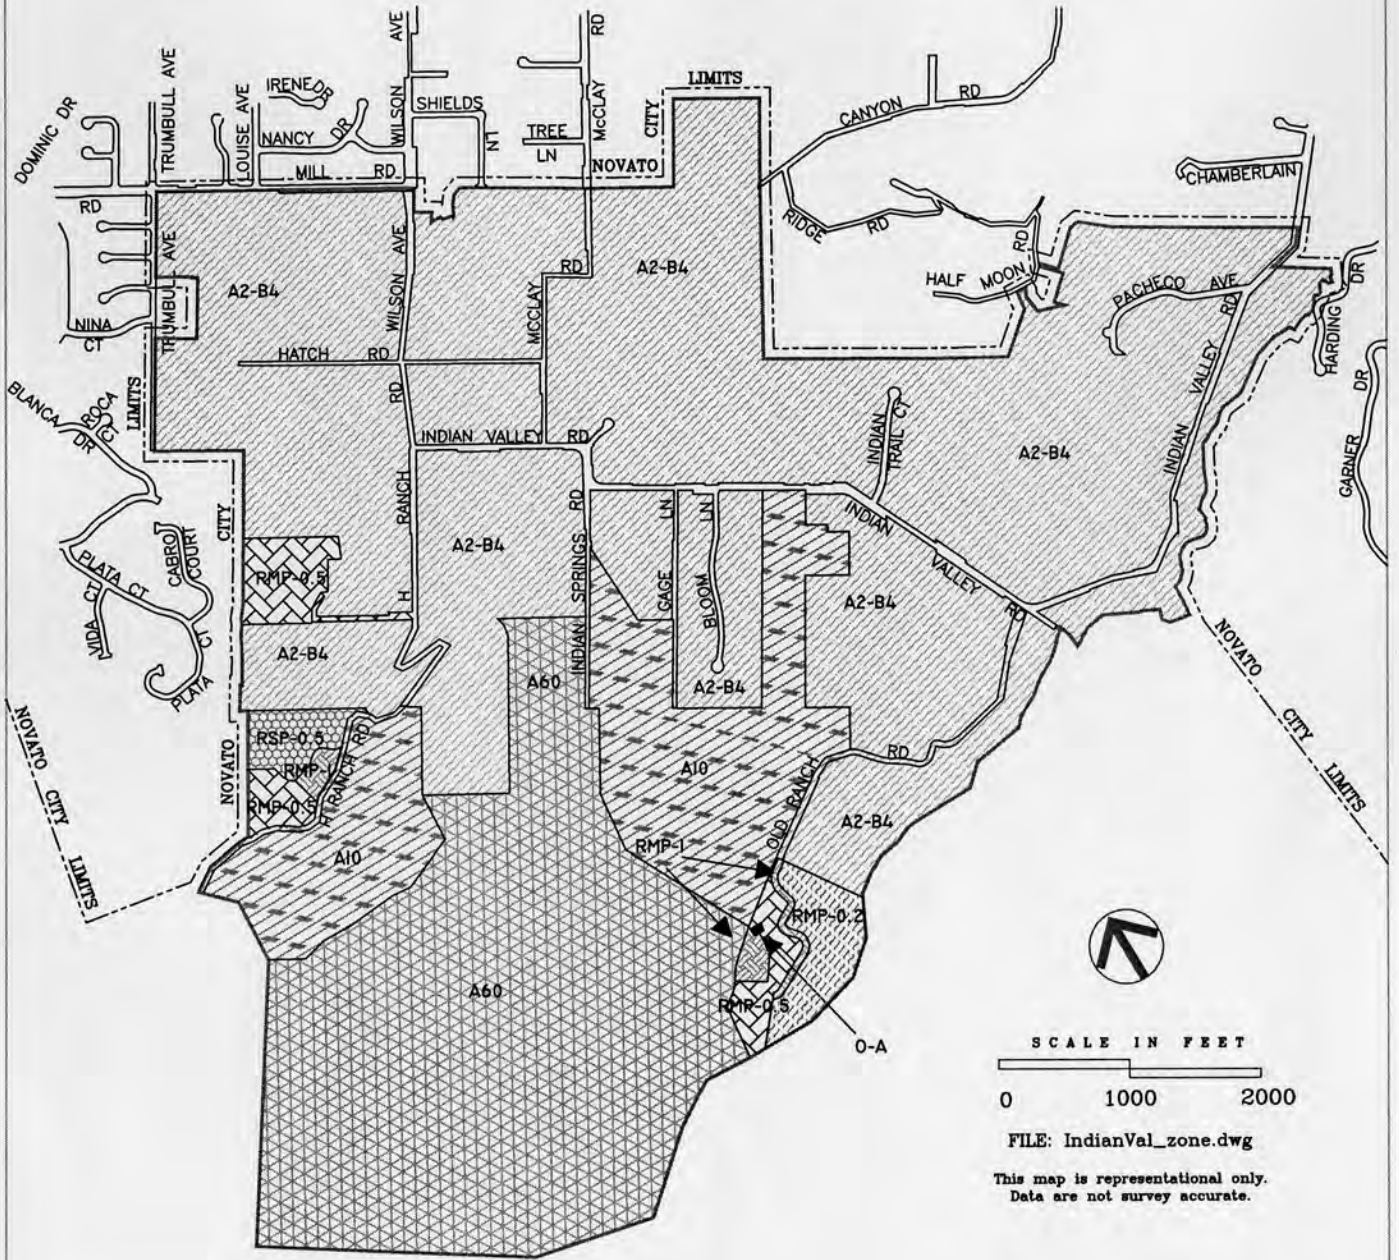 AVE
RD
LIMITS
TRUMBULL AVE
IRENE DR
LOUISE AVE
WILSON
SHIELDS
LN
McCLAY
CITY
CANYON
RD
DOMINIC DR
NANCY
DR
TREE
LN
MILL
RD
NOVATO
CHAMBERLAIN
RD
RIDGE
RD
RD
TRUMBULL AVE
A2-B4
WILSON AVE
RD
A2-B4
HALF MOON
PACHECO AVE
RD
DR
HARDING
NINA
CT
MCCLAY
HATCH
RD
LIMITS
RD
BLANCA
DR
ROCA
CT
INDIAN VALLEY
RD
INDIAN
TRAIL CT
A2-B4
INDIAN
VALLEY
DR
GARNER
CITY
CABRO
COURT
RANCH
A2-B4
RD
LN
LN
INDIAN
VALLEY
RD
PLATA CT
RMP-0.5
SPRINGS
GAGE
BLOOM
A2-B4
VIDA CT
H
CT
PLATA
A2-B4
INDIAN
A60
A2-B4
NOVATO
CITY
LIMITS
NOVATO
CITY
LIMITS
NOVATO
RSP-0.5
RMP-1
RMP-0.5
H RANCH RD
A10
A10
RD
OLD RANCH
A2-B4
RMP-1
RMP-0.2
A60
RMP-0.5
O-A
SCALE IN FEET
0 1000 2000
FILE: IndianVal_zone.dwg
This map is representational only.
Data are not survey accurate.